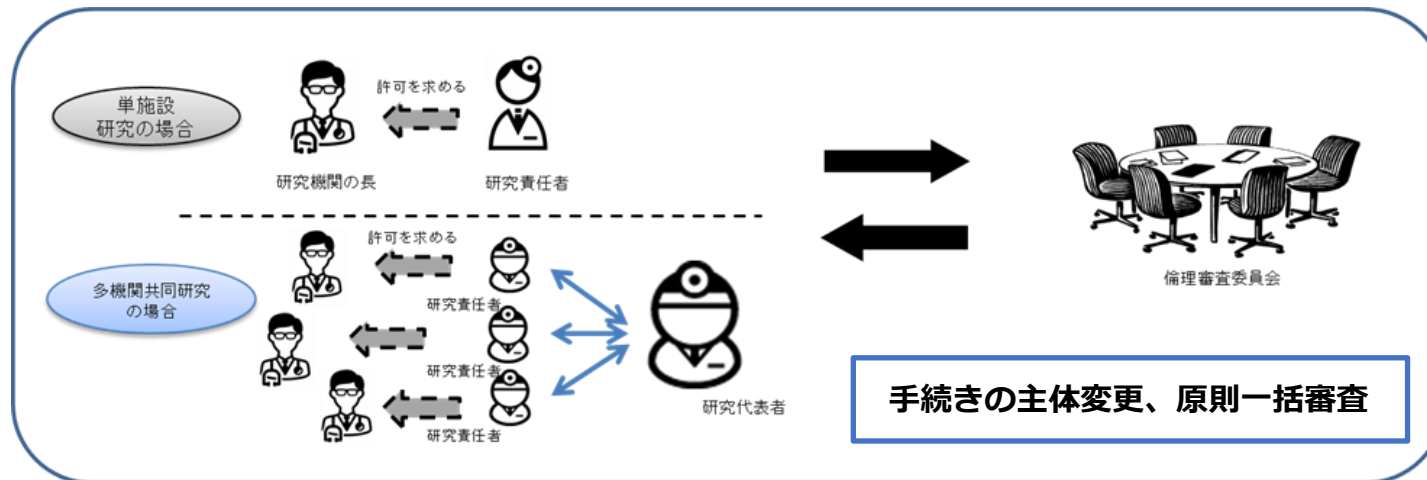 単施設
研究の場合
許可を求める
研究機関の長
研究責任者
許可を求める
多機関共同研究
の場合
研究責任者
研究責任者
研究責任者
研究代表者
倫理審査委員会
手続きの主体変更、原則一括審査